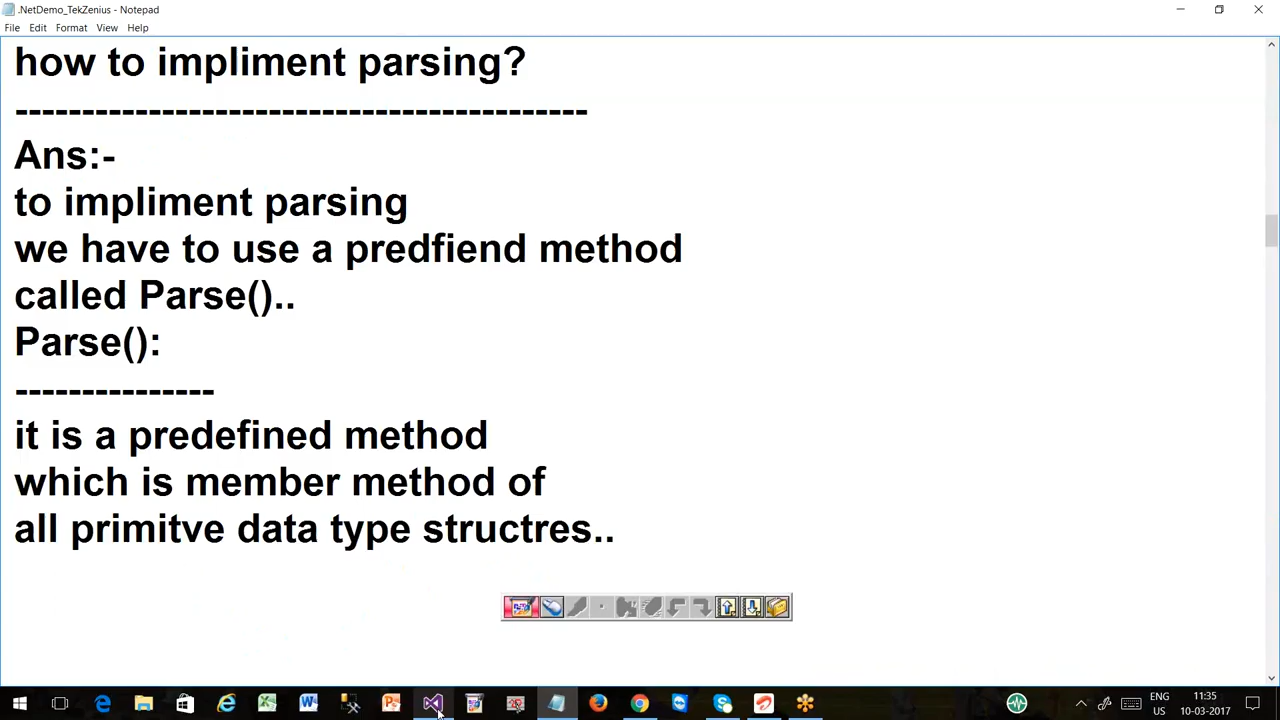 .NetDemo_TekZenius - Notepad
File Edit Format View Help
how to impliment parsing?
-------------------------------------------
Ans:-
to impliment parsing
we have to use a predfiend method
called Parse()..
Parse():
---------------
it is a predefined method
which is member method of
all primitve data type structres..
ENG
US
11:35
10-03-2017